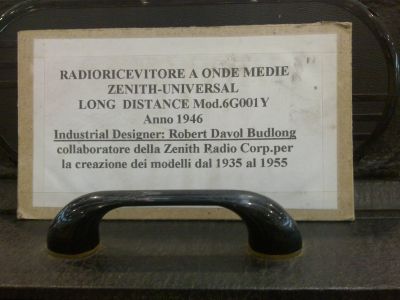 RADIORICEVITORE A ONDE MEDIE
ZENITH-UNIVERSAL
LONG DISTANCE Mod.6G001Y
Anno 1946
Industrial Designer: Robert Davol Budlong
collaboratore della Zenith Radio Corp.per
la creazione dei modelli dal 1935 al 1955